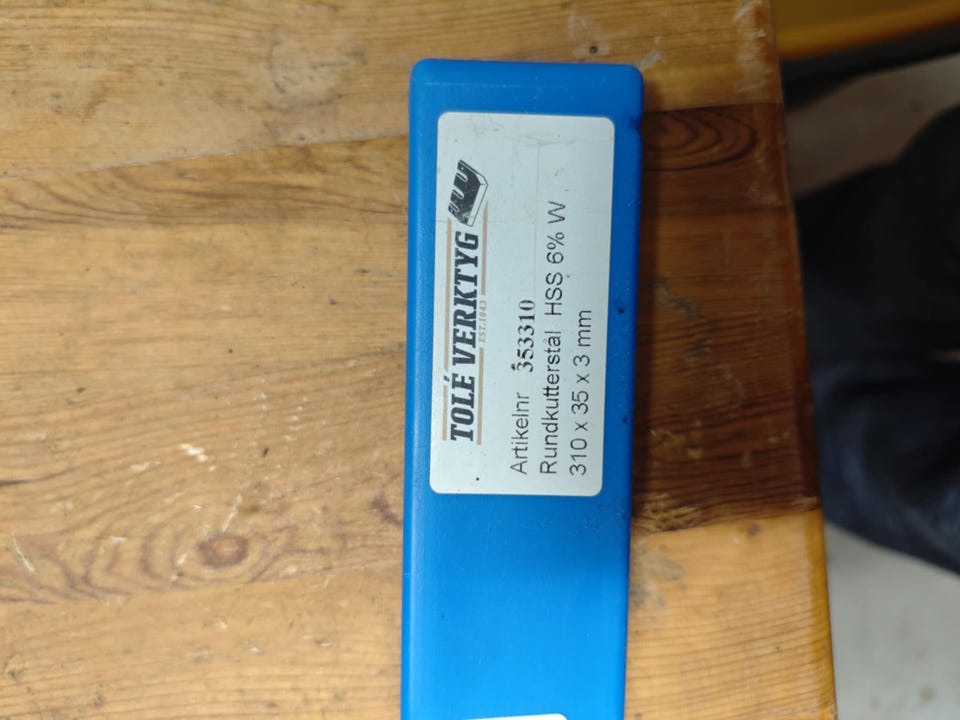 TOLÉ VERKTYG
EST.1943
Artikelnr 353310
Rundkutterstål HSS 6% W
310 x 35 x 3 mm